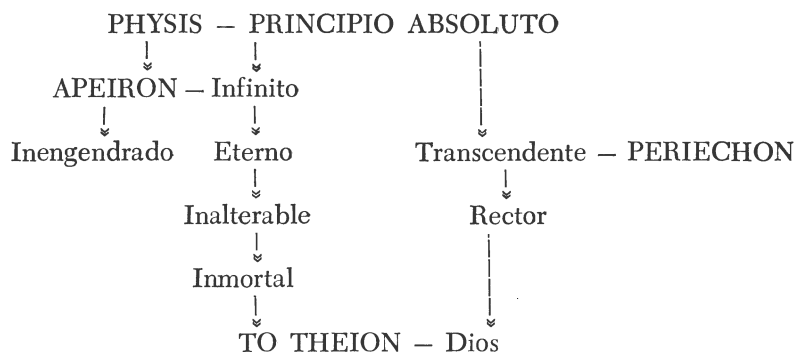 PHYSIS – PRINCIPIO ABSOLUTO
APEIRON – Infinito
Inengendrado Eterno Transcendente – PERIECHON
Inalterable Rector
Inmortal
TO THEION – Dios